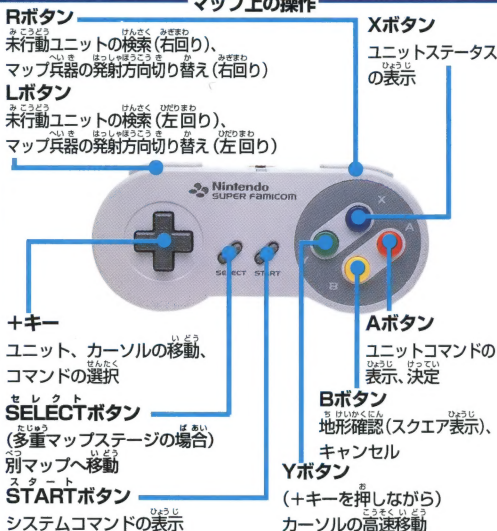 マップ上の操作
Rボタン
未行動ユニットの検索(右回り)、
マップ兵器の発射方向切り替え(右回り)
Lボタン
未行動ユニットの検索(左回り)、
マップ兵器の発射方向切り替え(左回り)
Xボタン
ユニットステータス
の表示
Nintendo
SUPER FAMICOM
X
A
B
SELECT START
+キー
ユニット、カーソルの移動、
コマンドの選択
SELECTボタン
(多重マップステージの場合)
別マップへ移動
STARTボタン
システムコマンドの表示
Aボタン
ユニットコマンドの
表示、決定
Bボタン
地形確認(スクエア表示)、
キャンセル
Yボタン
(+キーを押しながら)
カーソルの高速移動